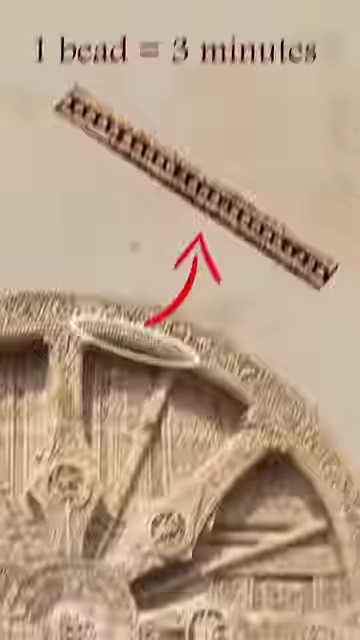 1 bead = 3 minutes